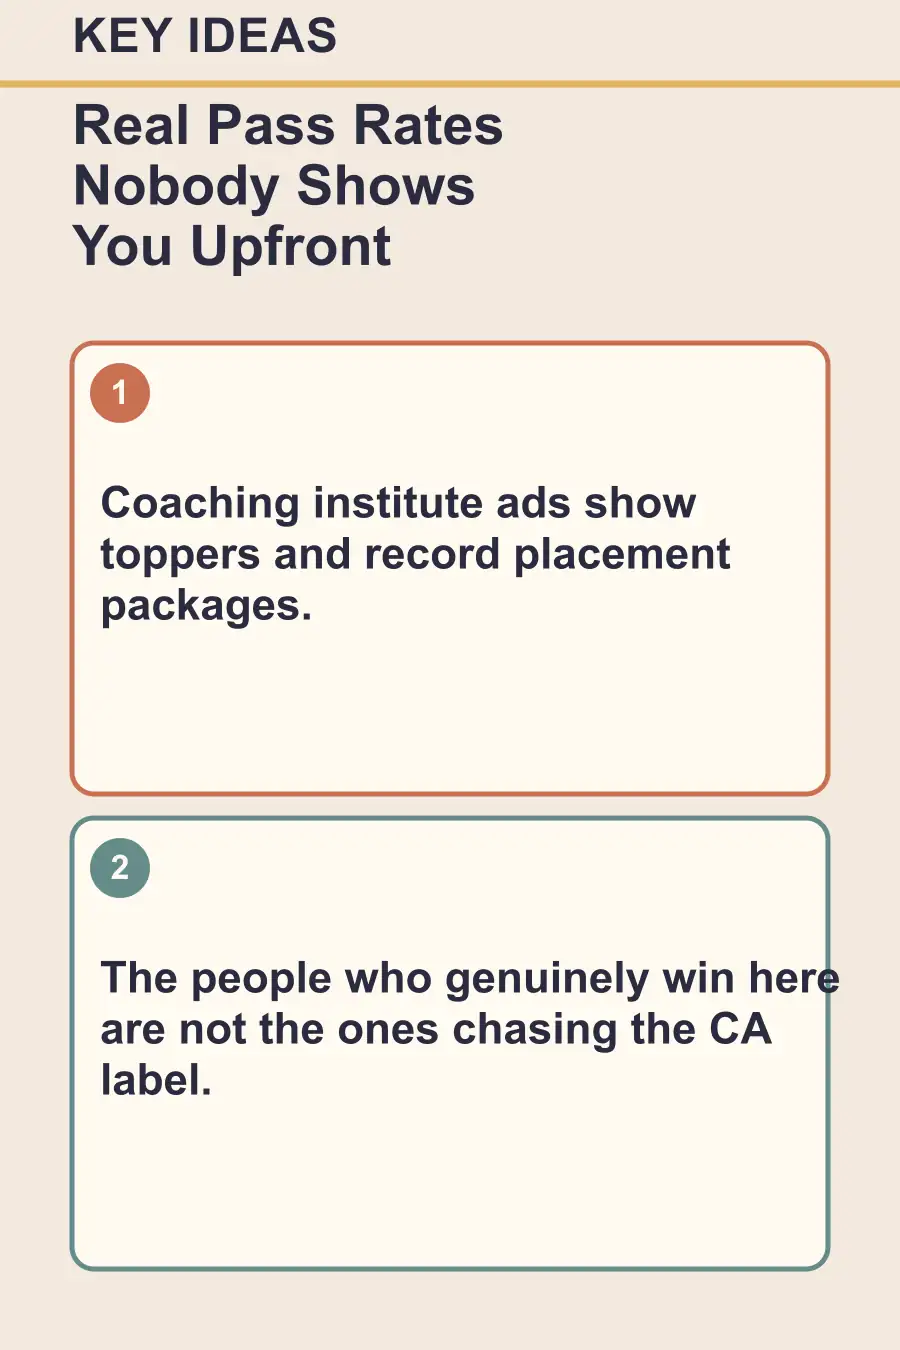 KEY IDEAS
Real Pass Rates
Nobody Shows
You Upfront
1
Coaching institute ads show
toppers and record placement
packages.
2
The people who genuinely win here
are not the ones chasing the CA
label.